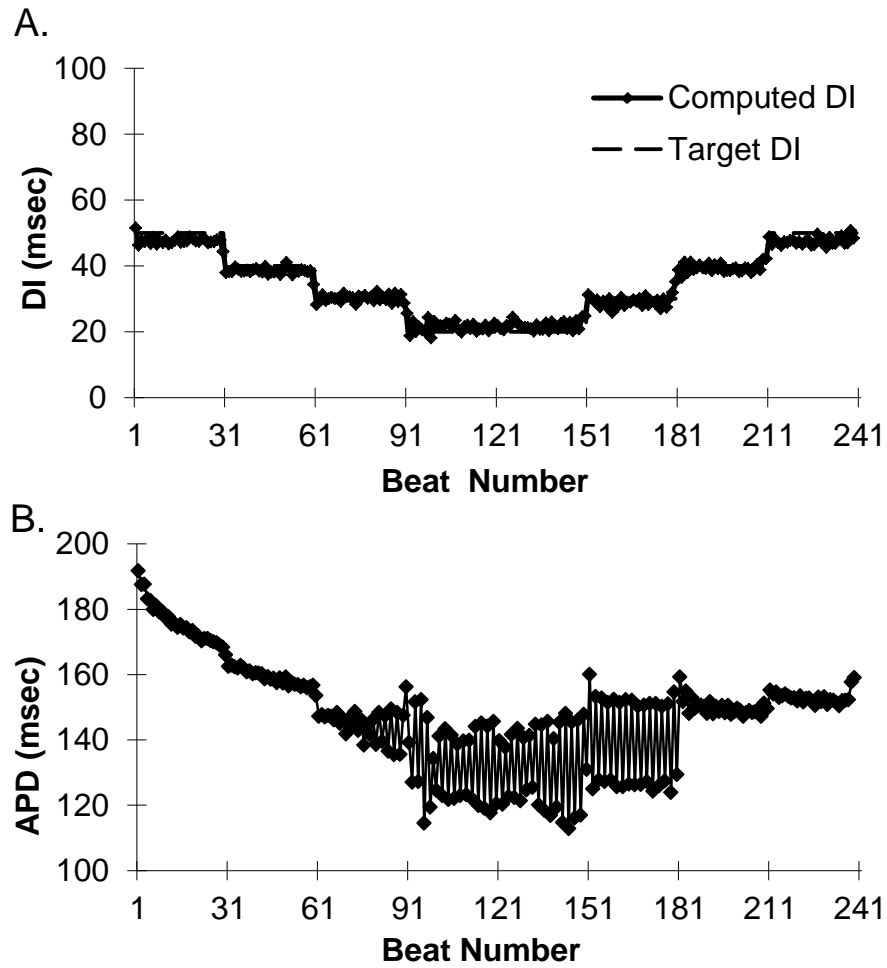 A.
100
80
60
40
20
0
DI (msec)
Computed DI
Target DI
1 31 61 91 121 151 181 211 241
Beat Number
B.
200
180
160
140
120
100
APD (msec)
1 31 61 91 121 151 181 211 241
Beat Number